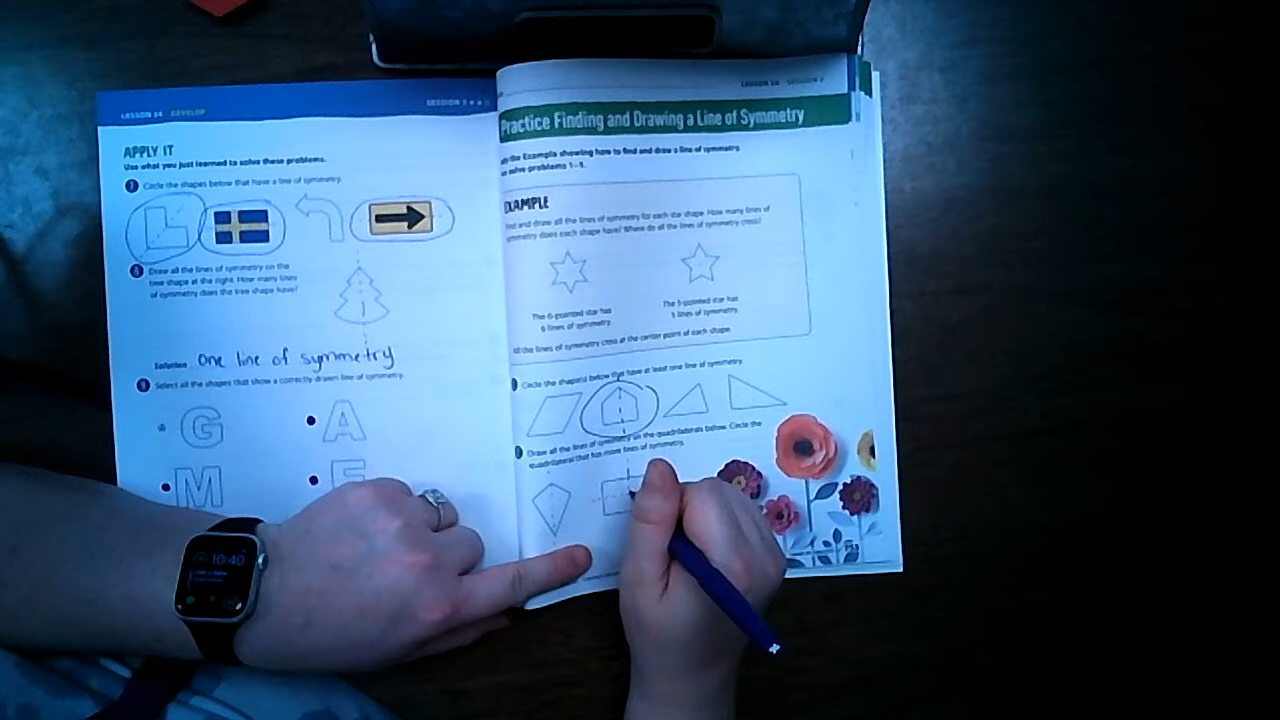 LESSON 24 DEVELOP
SESSION 2
APPLY IT
Use what you just learned to solve these problems.
7 Circle the shapes below that have a line of symmetry.
8 Draw all the lines of symmetry on the
tree shape at the right. How many lines
of symmetry does the tree shape have?
Solution one line of symmetry
9 Select all the shapes that show a correctly drawn line of symmetry.
G
A
M
LESSON 24 SESSION 2
Practice Finding and Drawing a Line of Symmetry
the Example showing how to find and draw a line of symmetry.
solve problems 1–5.
EXAMPLE
Find and draw all the lines of symmetry for each star shape. How many lines of
symmetry does each shape have? Where do all the lines of symmetry cross?
The 6-pointed star has
6 lines of symmetry.
The 5-pointed star has
5 lines of symmetry.
All the lines of symmetry cross at the center point of each shape.
Circle the shape(s) below that have at least one line of symmetry.
Draw all the lines of symmetry on the quadrilaterals below. Circle the
quadrilateral that has more lines of symmetry.
10:40